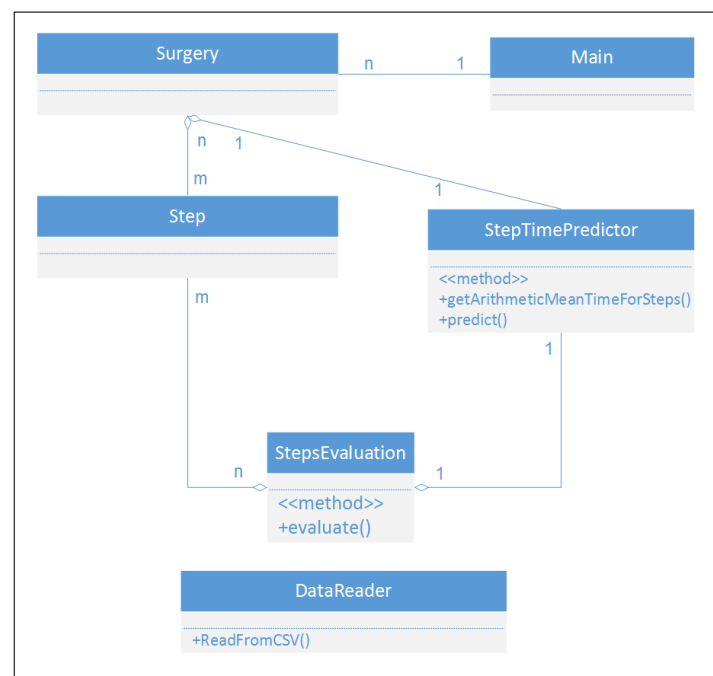 Surgery
n
1
Main
n
1
m
1
Step
StepTimePredictor
<<method>>
+getArithmeticMeanTimeForSteps()
+predict()
m
1
StepsEvaluation
n
1
<<method>>
+evaluate()
DataReader
+ReadFromCSV()